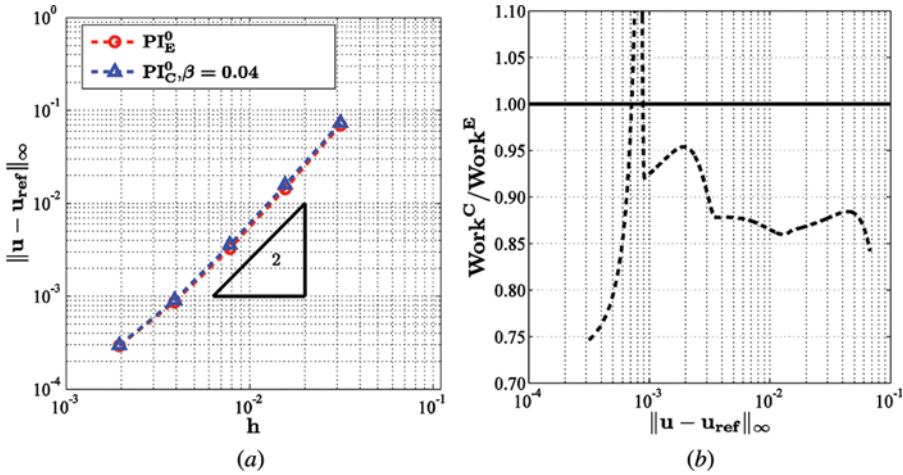 10^0
10^-1
10^-2
10^-3
10^-4
‖u − u_ref‖_∞
PI^0_E
PI^0_C, β = 0.04
2
10^-3
10^-2
10^-1
h
(a)
1.10
1.05
1.00
0.95
0.90
0.85
0.80
0.75
0.70
Work^C/Work^E
10^-4
10^-3
10^-2
10^-1
‖u − u_ref‖_∞
(b)